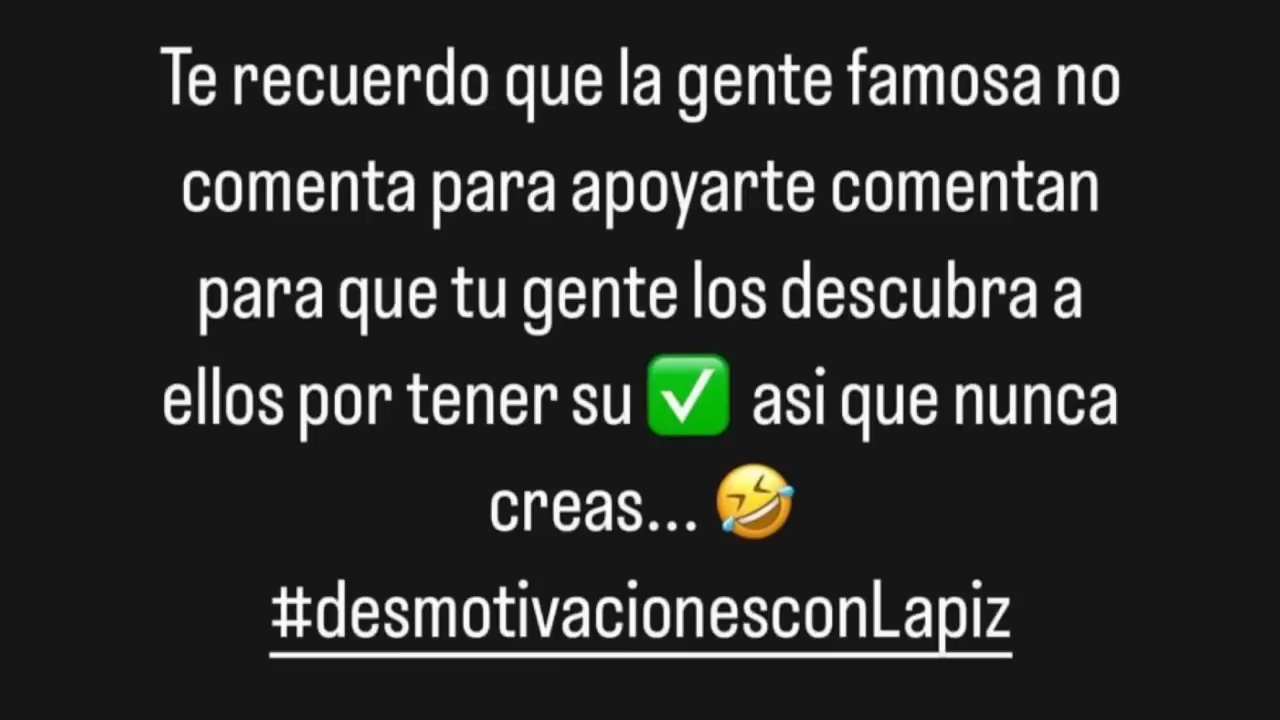 Te recuerdo que la gente famosa no
comenta para apoyarte comentan
para que tu gente los descubra a
ellos por tener su ✅ asi que nunca
creas... 🤣
#desmotivacionesconLapiz